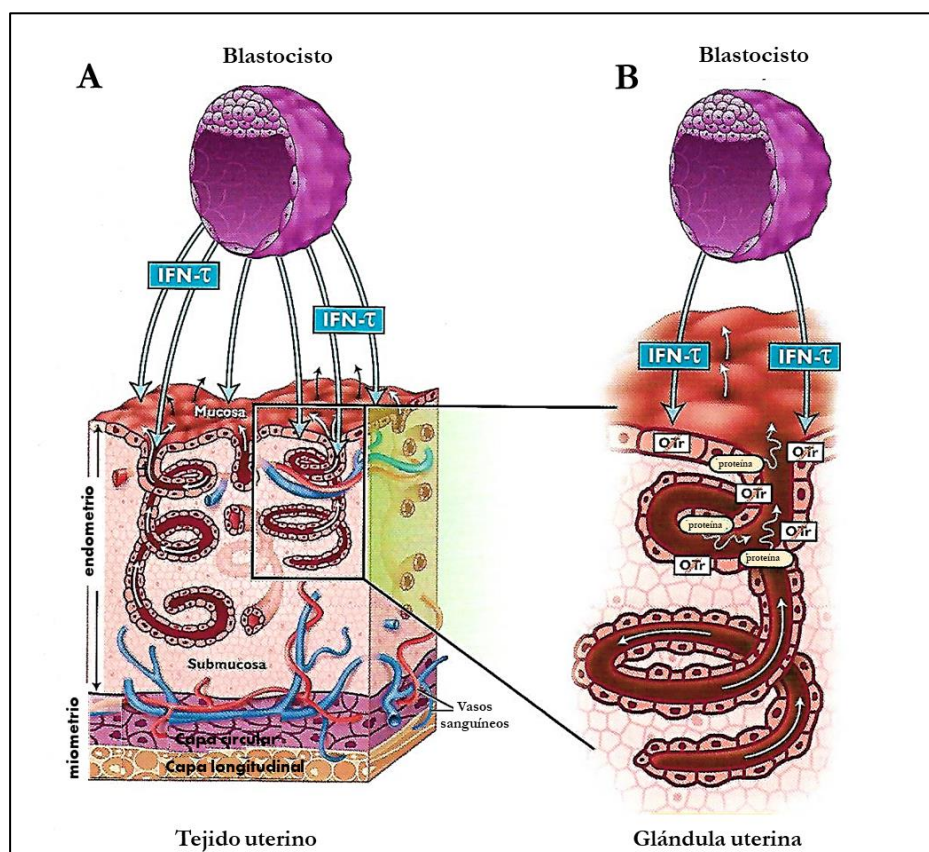 Blastocisto
A
IFN-τ
IFN-τ
Mucosa
endometrio
Submucosa
miometrio
Capa circular
Capa longitudinal
Vasos
sanguíneos
Tejido uterino
Blastocisto
B
IFN-τ
IFN-τ
OTr
OTr
proteína
OTr
proteína
OTr
proteína
OTr
Glándula uterina